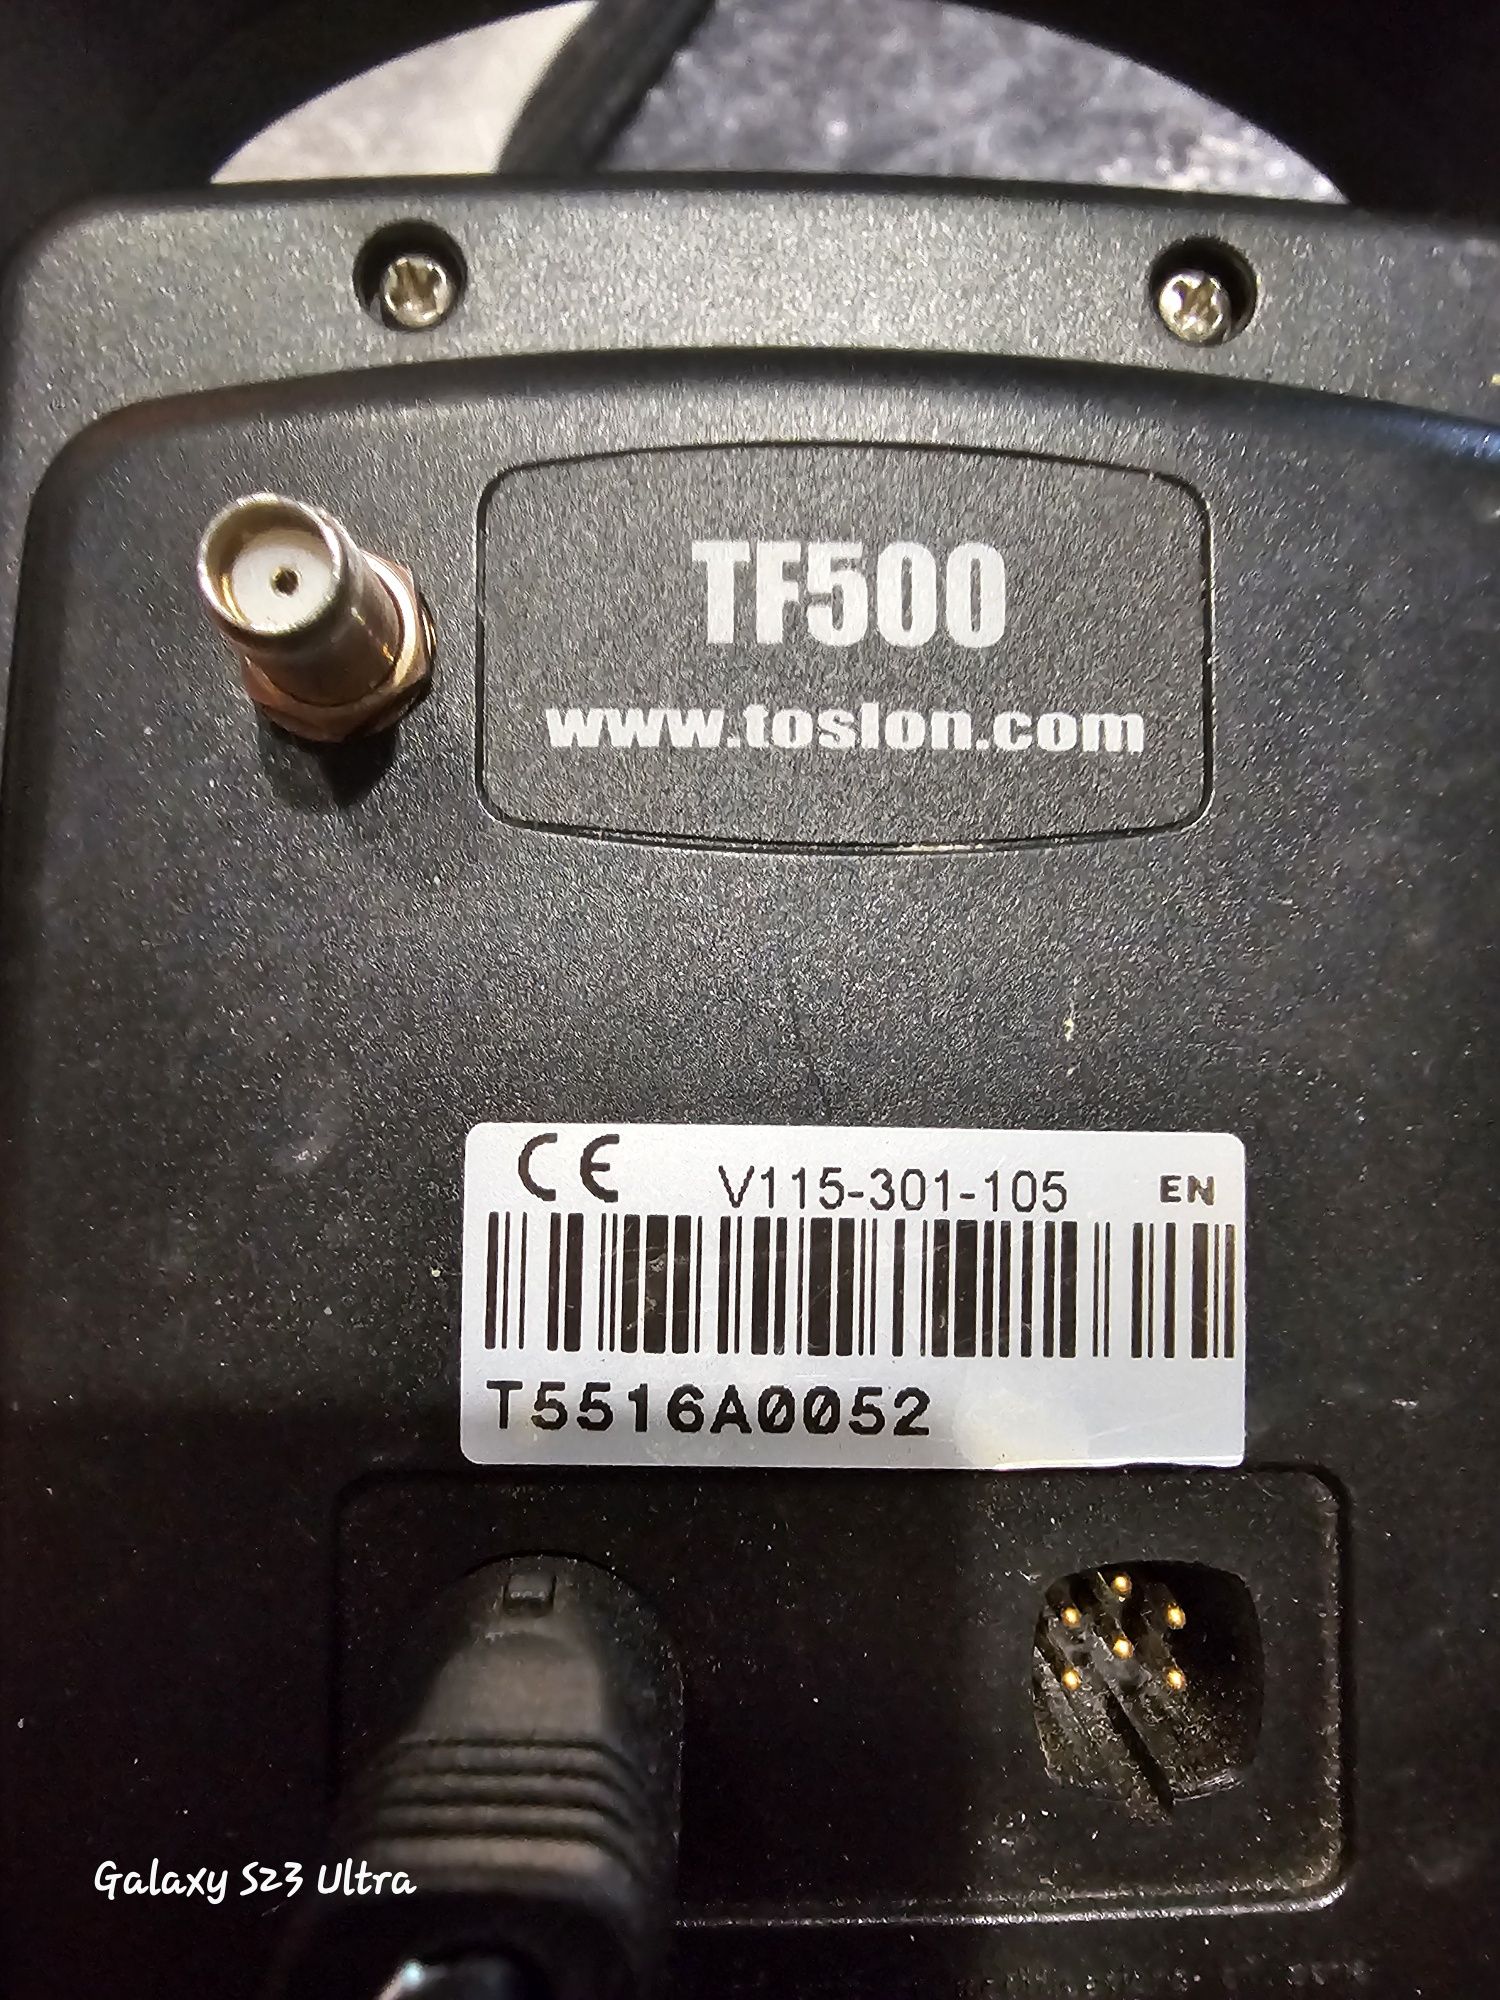 TF500
www.toslon.com
CE V115-301-105 EN
T5516A0052
Galaxy S23 Ultra